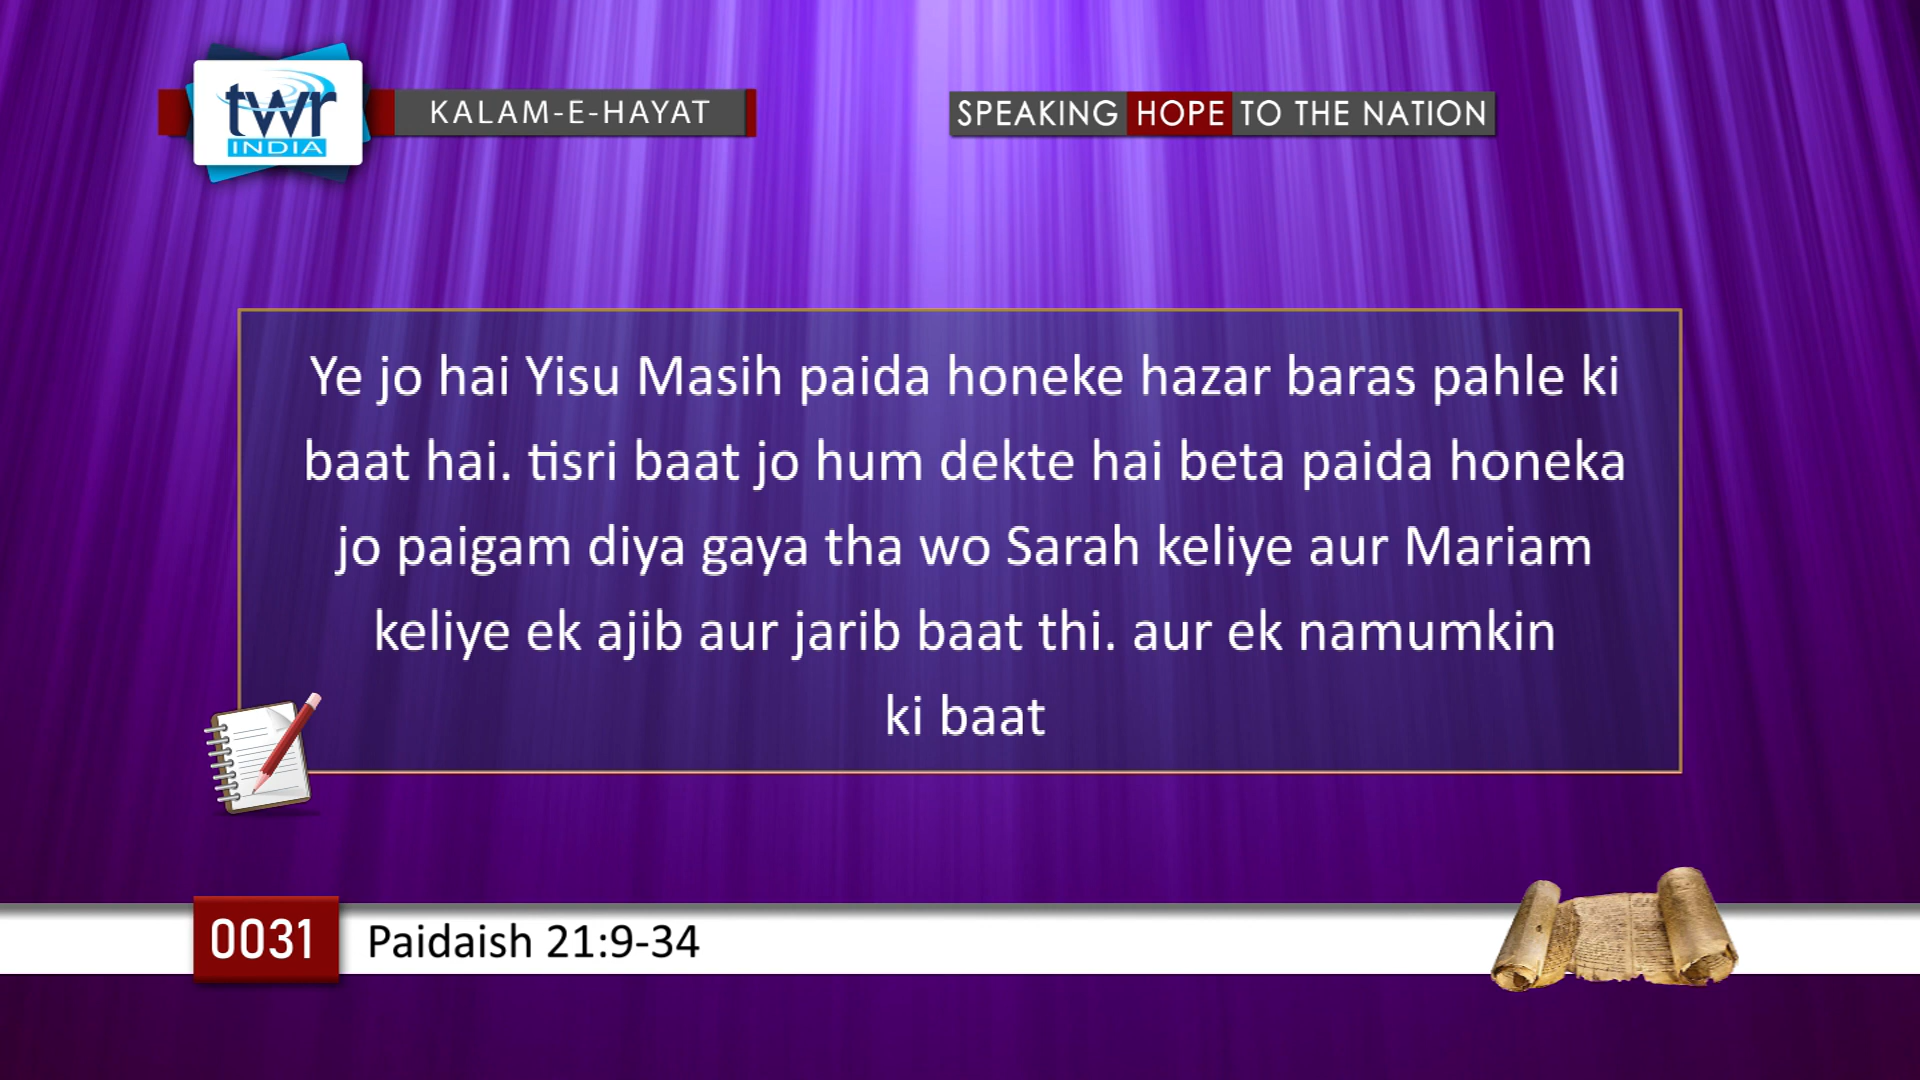 twr
INDIA
KALAM-E-HAYAT
SPEAKING HOPE TO THE NATION
Ye jo hai Yisu Masih paida honeke hazar baras pahle ki
baat hai. tisri baat jo hum dekte hai beta paida honeka
jo paigam diya gaya tha wo Sarah keliye aur Mariam
keliye ek ajib aur jarib baat thi. aur ek namumkin
ki baat
0031
Paidaish 21:9-34